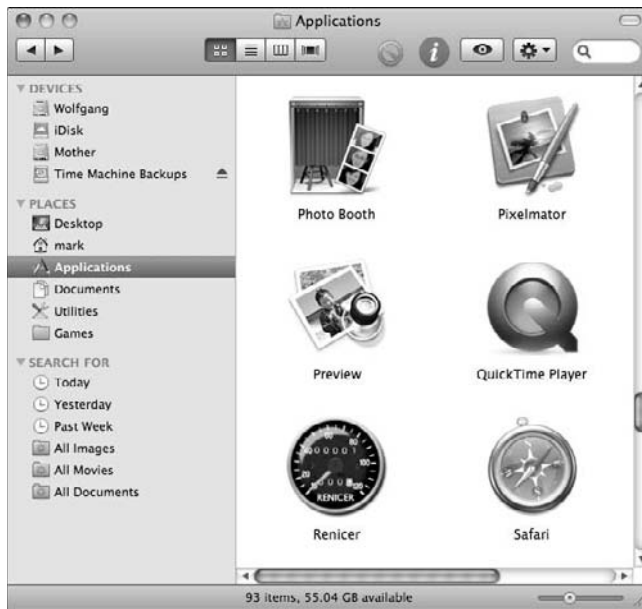 Applications
DEVICES
Wolfgang
iDisk
Mother
Time Machine Backups
PLACES
Desktop
mark
Applications
Documents
Utilities
Games
SEARCH FOR
Today
Yesterday
Past Week
All Images
All Movies
All Documents
Photo Booth
Pixelmator
Preview
QuickTime Player
RENICER
Renicer
Safari
93 items, 55.04 GB available